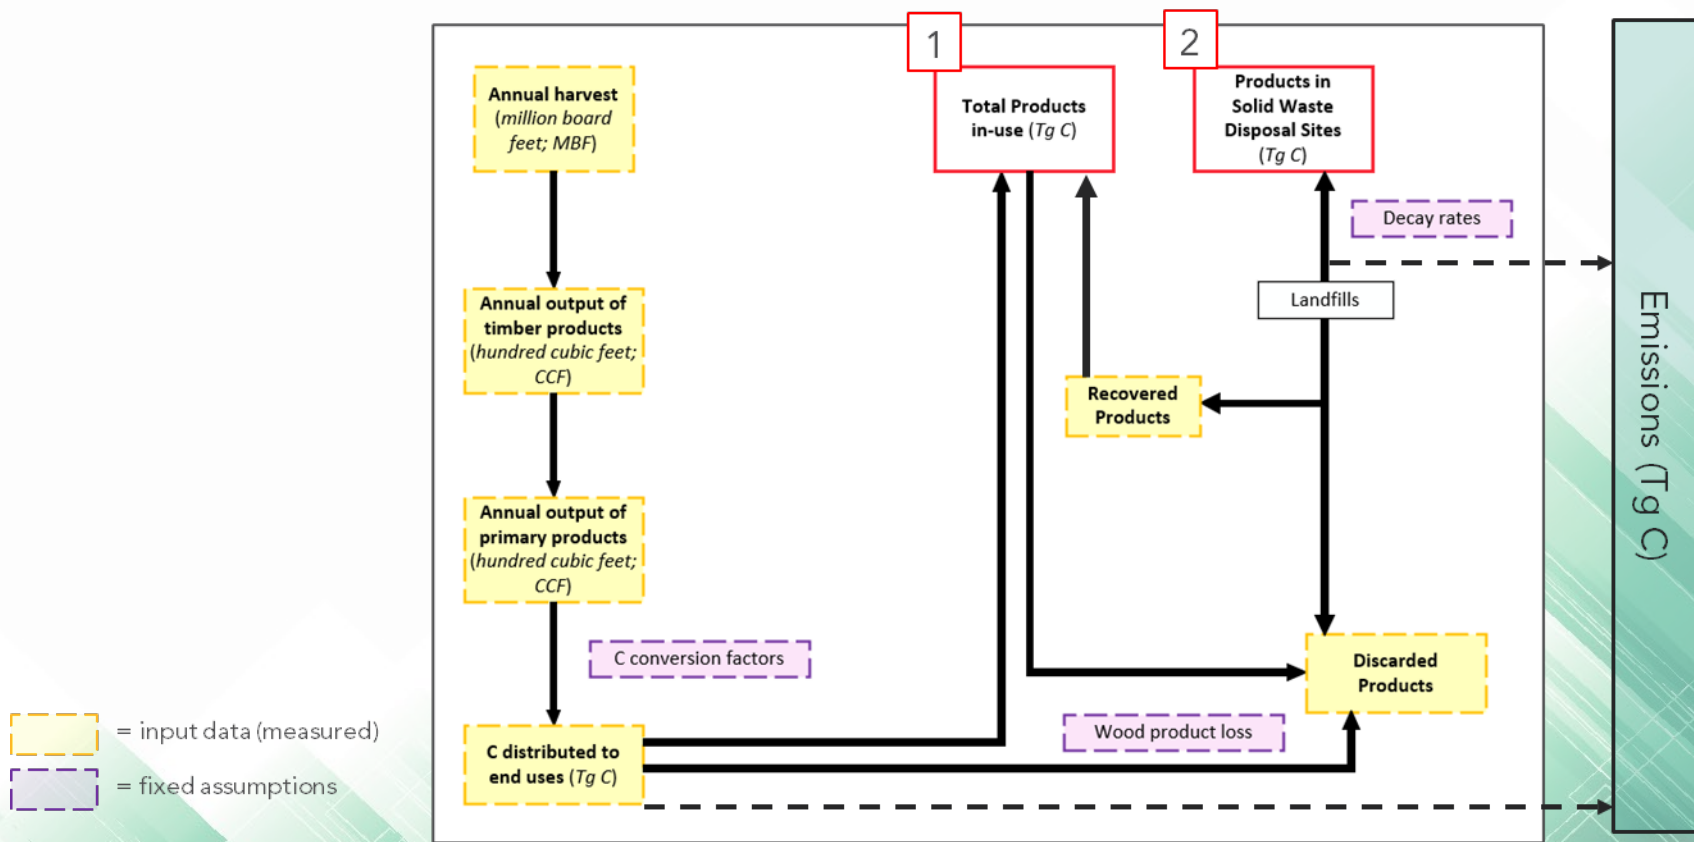 1
2
Annual harvest
(million board
feet; MBF)
Total Products
in-use (Tg C)
Products in
Solid Waste
Disposal Sites
(Tg C)
Decay rates
Landfills
Annual output of
timber products
(hundred cubic feet;
CCF)
Recovered
Products
Annual output of
primary products
(hundred cubic feet;
CCF)
C conversion factors
Discarded
Products
Wood product loss
C distributed to
end uses (Tg C)
Emissions (Tg C)
= input data (measured)
= fixed assumptions